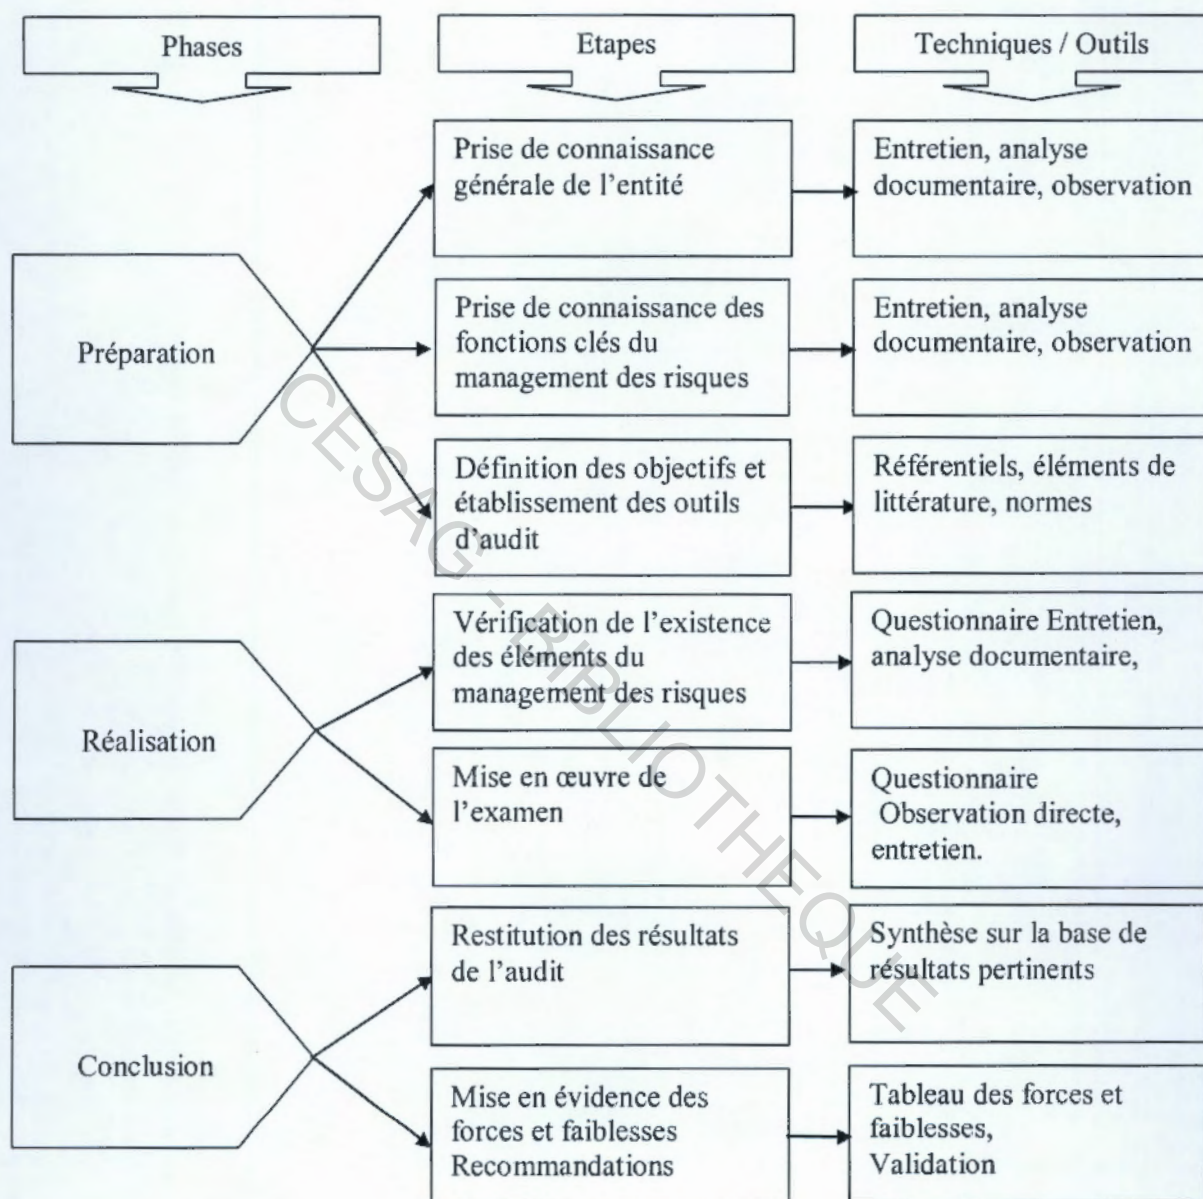 Phases
Etapes
Techniques / Outils
Préparation
Prise de connaissance
générale de l'entité
Entretien, analyse
documentaire, observation
Prise de connaissance des
fonctions clés du
management des risques
Entretien, analyse
documentaire, observation
Définition des objectifs et
établissement des outils
d'audit
Référentiels, éléments de
littérature, normes
Réalisation
Vérification de l'existence
des éléments du
management des risques
Questionnaire Entretien,
analyse documentaire,
Mise en œuvre de
l'examen
Questionnaire
Observation directe,
entretien.
Conclusion
Restitution des résultats
de l'audit
Synthèse sur la base de
résultats pertinents
Mise en évidence des
forces et faiblesses
Recommandations
Tableau des forces et
faiblesses,
Validation
CESAG - BIBLIOTHEQUE